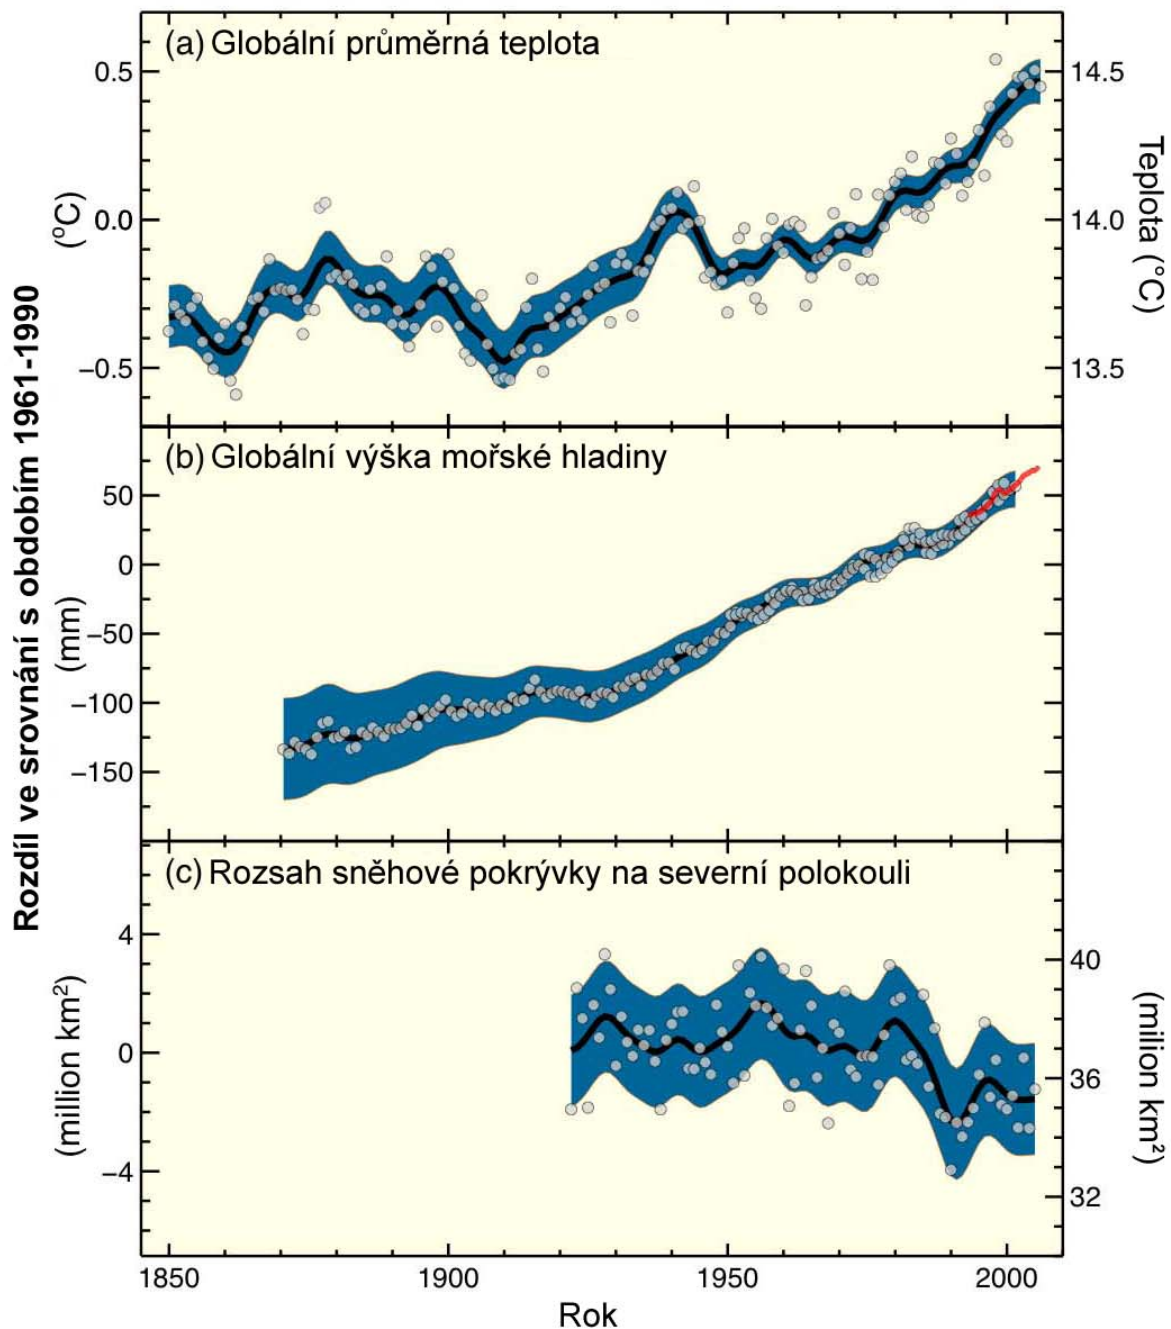 Rozdíl ve srovnání s obdobím 1961-1990
(a) Globální průměrná teplota
(ºC)
0.5
0.0
−0.5
14.5
14.0
13.5
Teplota (°C)
(b) Globální výška mořské hladiny
(mm)
50
0
−50
−100
−150
(c) Rozsah sněhové pokrývky na severní polokouli
(million km²)
4
0
−4
40
36
32
(milion km²)
1850
1900
1950
2000
Rok